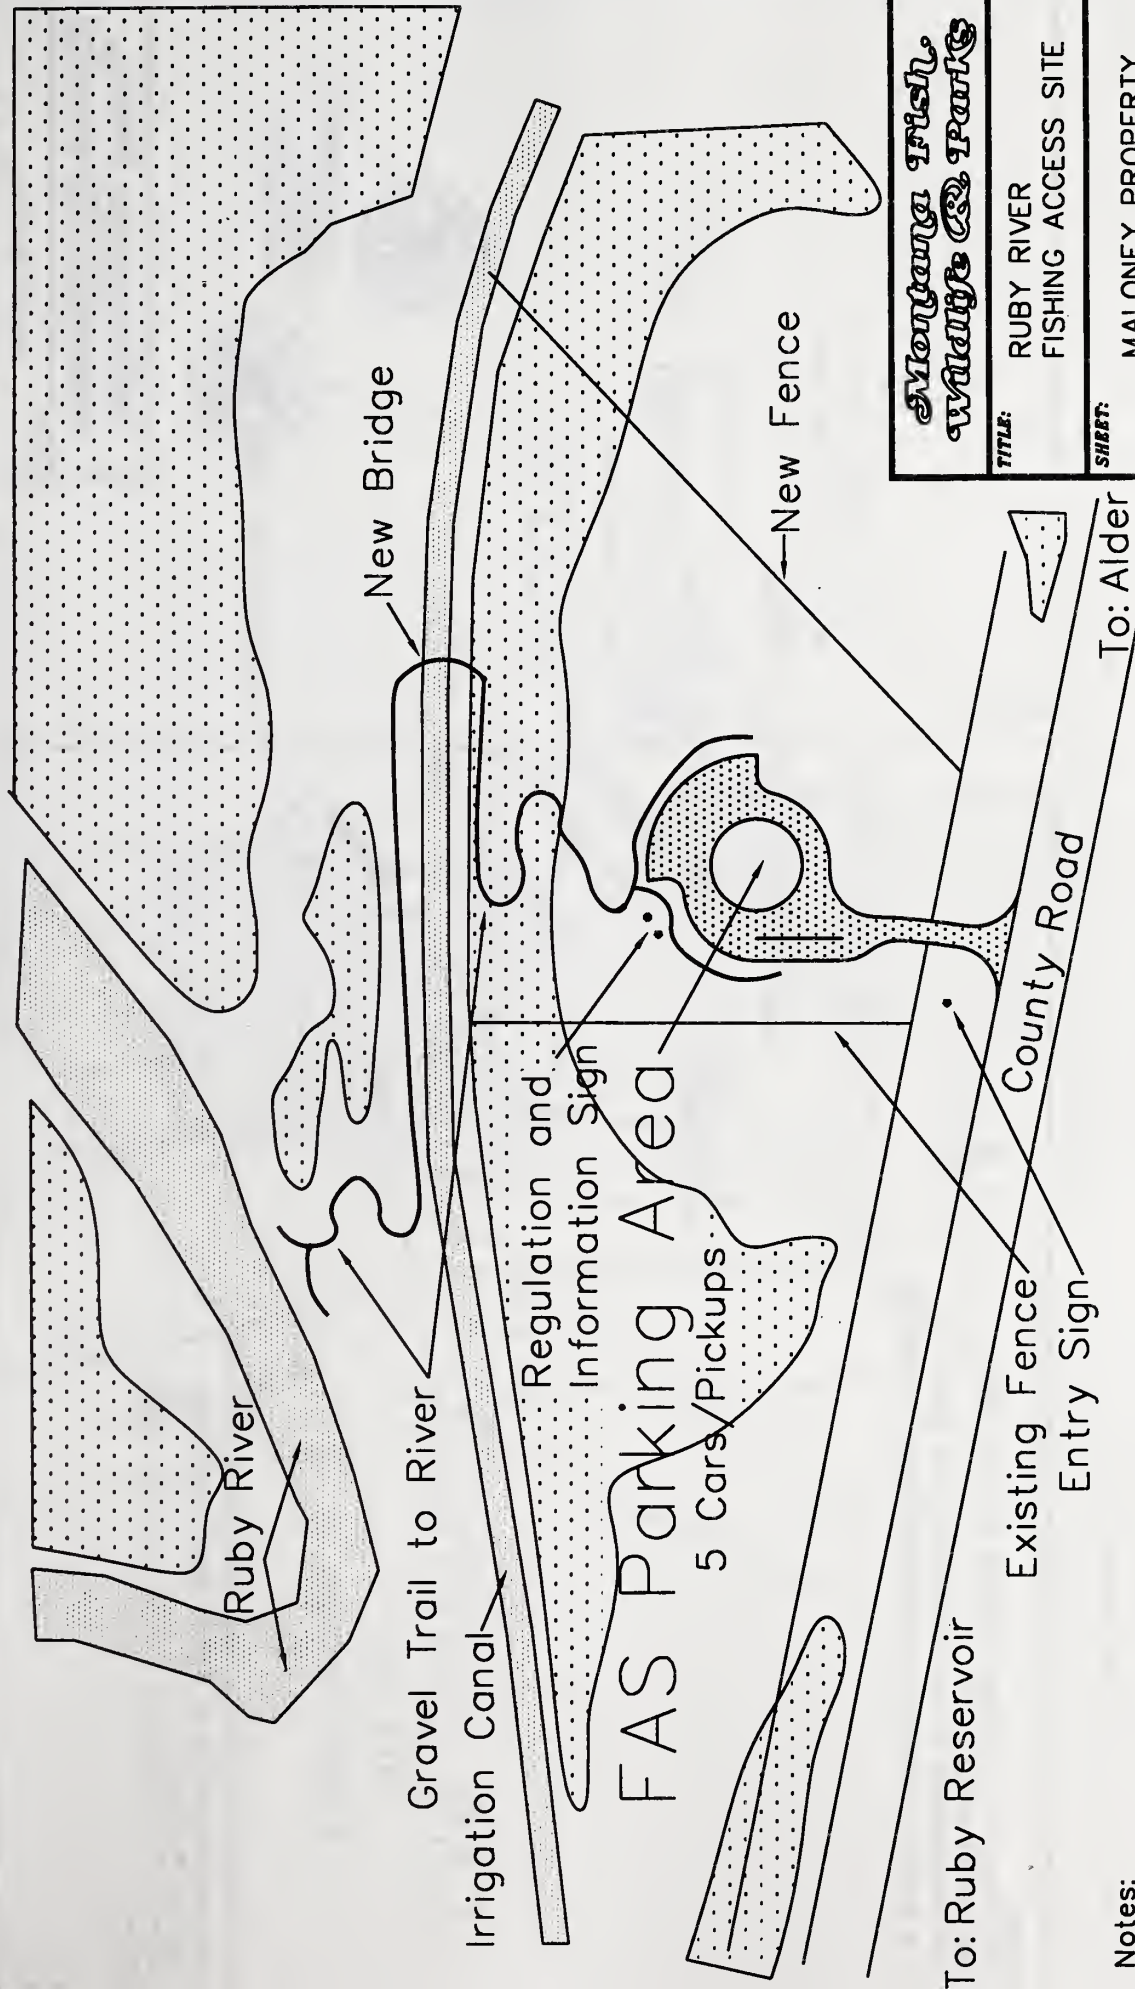 Ruby River
New Bridge
Gravel Trail to River
Irrigation Canal
Regulation and
Information Sign
FAS Parking Area
5 Cars/Pickups
New Fence
County Road
To: Ruby Reservoir
To: Alder
Existing Fence
Entry Sign
Notes:
Montana Fish,
Wildlife & Parks
TITLE:
RUBY RIVER
FISHING ACCESS SITE
SHEET:
MALONEY PROPERTY